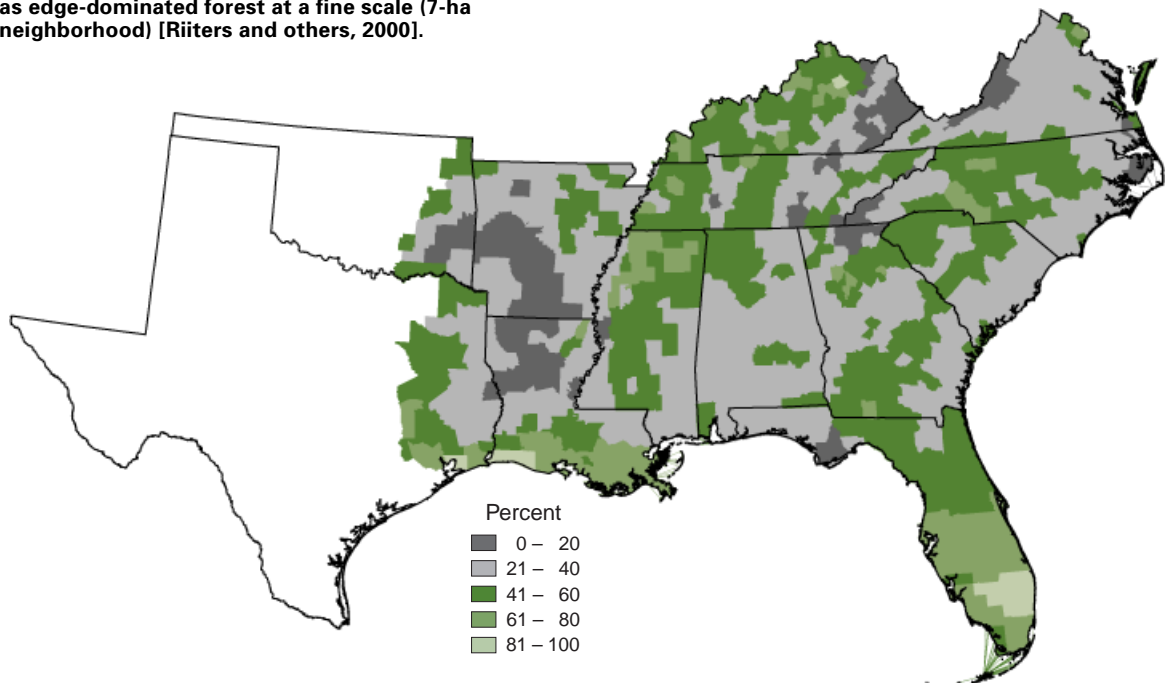 as edge-dominated forest at a fine scale (7-ha
neighborhood) [Riiters and others, 2000].
Percent
0 – 20
21 – 40
41 – 60
61 – 80
81 – 100